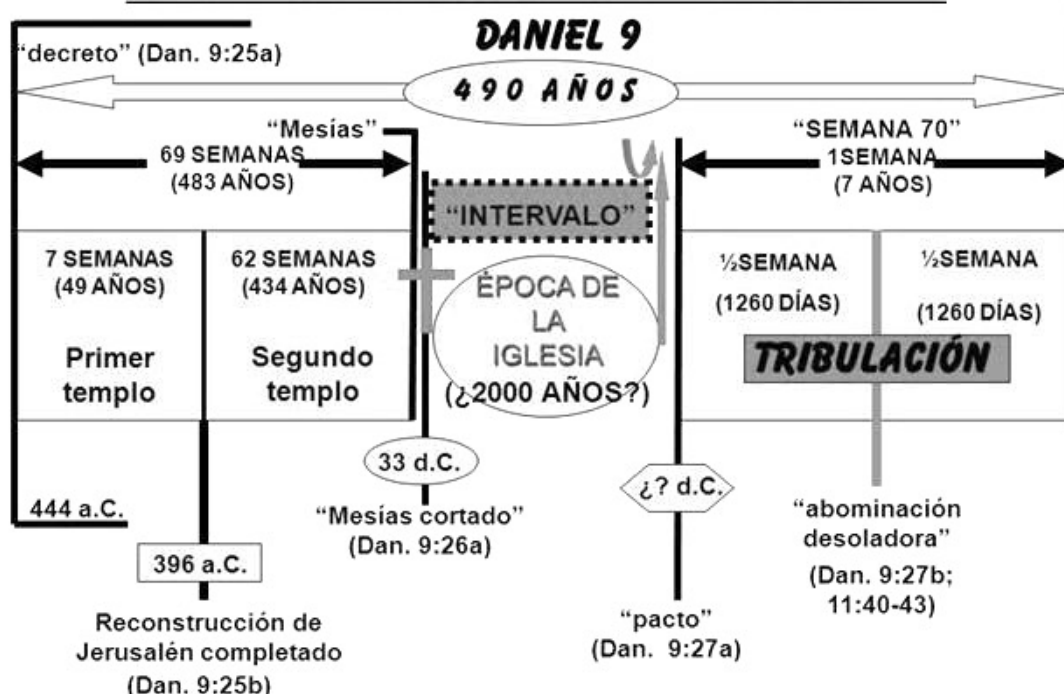 DANIEL 9
"decreto" (Dan. 9:25a)
490 AÑOS
"Mesías"
69 SEMANAS
(483 AÑOS)
"SEMANA 70"
1SEMANA
(7 AÑOS)
"INTERVALO"
7 SEMANAS
(49 AÑOS)
62 SEMANAS
(434 AÑOS)
½SEMANA
(1260 DÍAS)
½SEMANA
(1260 DÍAS)
ÉPOCA DE
LA
IGLESIA
(¿2000 AÑOS?)
Primer
templo
Segundo
templo
TRIBULACIÓN
33 d.C.
¿? d.C.
444 a.C.
"Mesías cortado"
(Dan. 9:26a)
"abominación
desoladora"
(Dan. 9:27b;
11:40-43)
396 a.C.
Reconstrucción de
Jerusalén completado
(Dan. 9:25b)
"pacto"
(Dan. 9:27a)